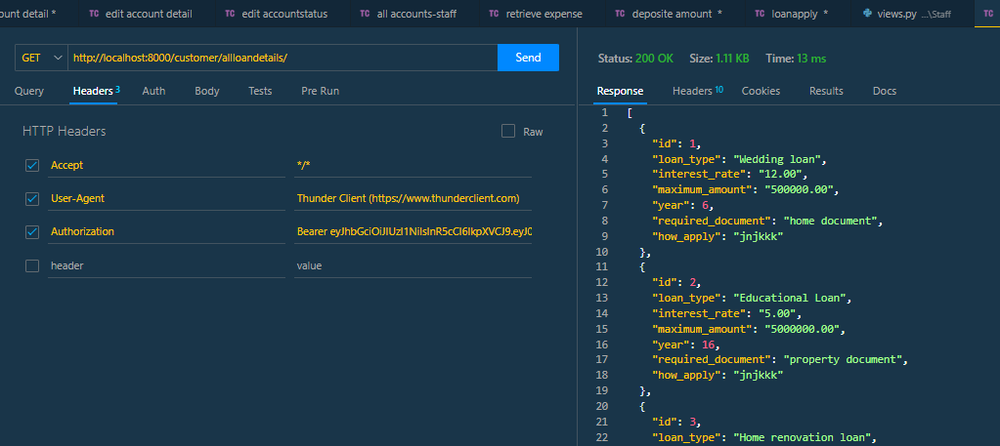 ount detail *
TC edit account detail
TC edit accountstatus
TC all accounts-staff
TC retrieve expense
TC deposite amount *
TC loanapply *
views.py ...\Staff
TC
GET http://localhost:8000/customer/allloandetails/ Send
Query Headers 3 Auth Body Tests Pre Run
HTTP Headers Raw
Accept */*
User-Agent Thunder Client (https://www.thunderclient.com)
Authorization Bearer
header value
Status: 200 OK Size: 1.11 KB Time: 13 ms
Response Headers 10 Cookies Results Docs
1 [
2 {
3 "id": 1,
4 "loan_type": "Wedding loan",
5 "interest_rate": "12.00",
6 "maximum_amount": "500000.00",
7 "year": 6,
8 "required_document": "home document",
9 "how_apply": "jnjkkk"
10 },
11 {
12 "id": 2,
13 "loan_type": "Educational Loan",
14 "interest_rate": "5.00",
15 "maximum_amount": "5000000.00",
16 "year": 16,
17 "required_document": "property document",
18 "how_apply": "jnjkkk"
19 },
20 {
21 "id": 3,
22 "loan_type": "Home renovation loan",